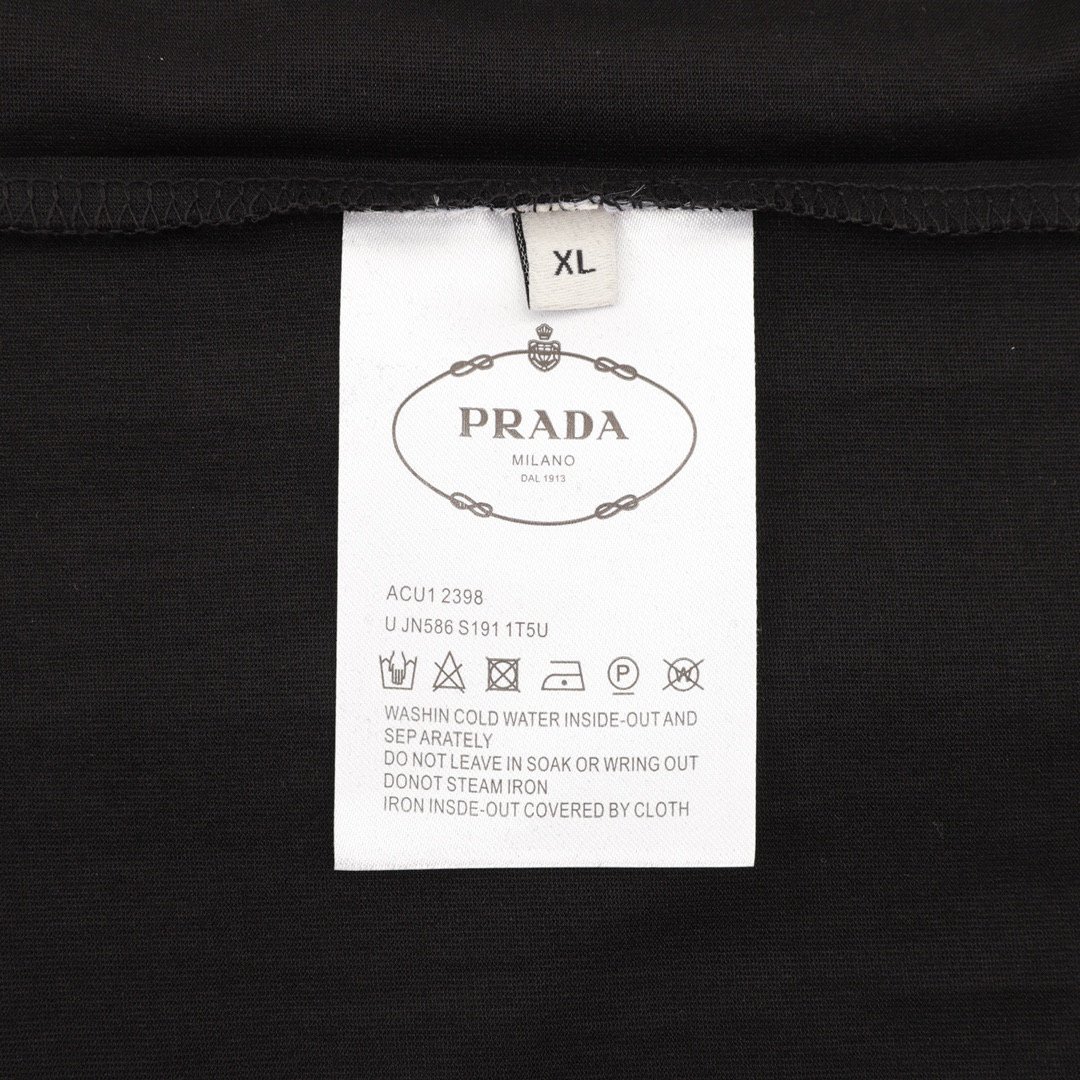 XL
PRADA
MILANO
DAL 1913
ACU1 2398
U JN586 S191 1T5U
P
W
WASHIN COLD WATER INSIDE-OUT AND
SEP ARATELY
DO NOT LEAVE IN SOAK OR WRING OUT
DONOT STEAM IRON
IRON INSDE-OUT COVERED BY CLOTH